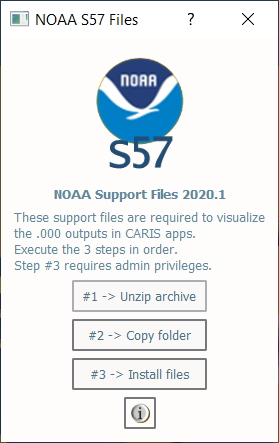 NOAA S57 Files ?
NOAA
S57
NOAA Support Files 2020.1
These support files are required to visualize
the .000 outputs in CARIS apps.
Execute the 3 steps in order.
Step #3 requires admin privileges.
#1 -> Unzip archive
#2 -> Copy folder
#3 -> Install files
i